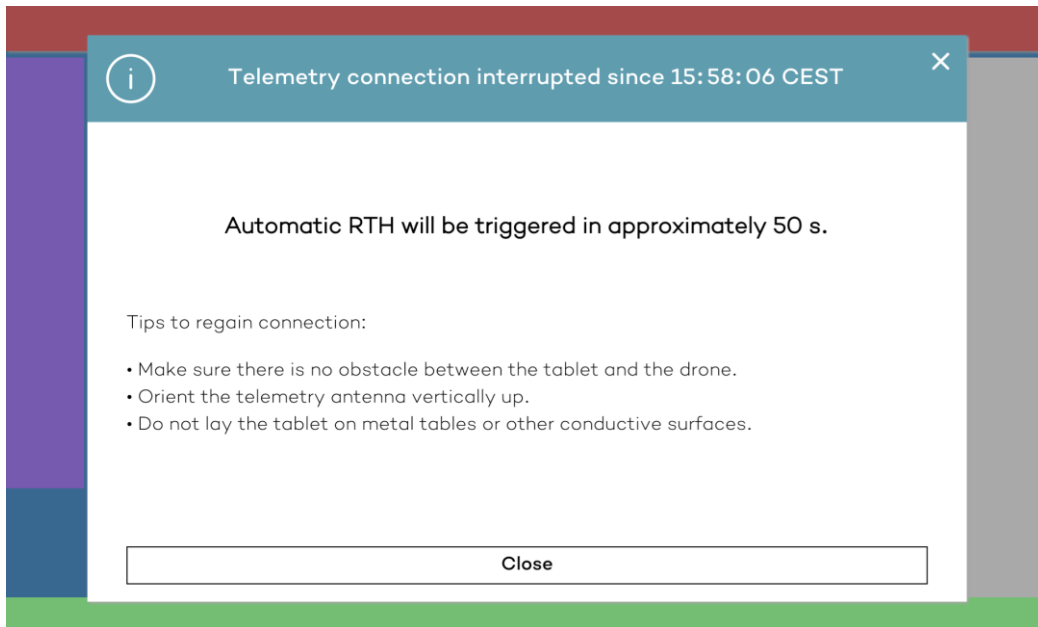 Telemetry connection interrupted since 15:58:06 CEST
Automatic RTH will be triggered in approximately 50 s.
Tips to regain connection:
• Make sure there is no obstacle between the tablet and the drone.
• Orient the telemetry antenna vertically up.
• Do not lay the tablet on metal tables or other conductive surfaces.
Close